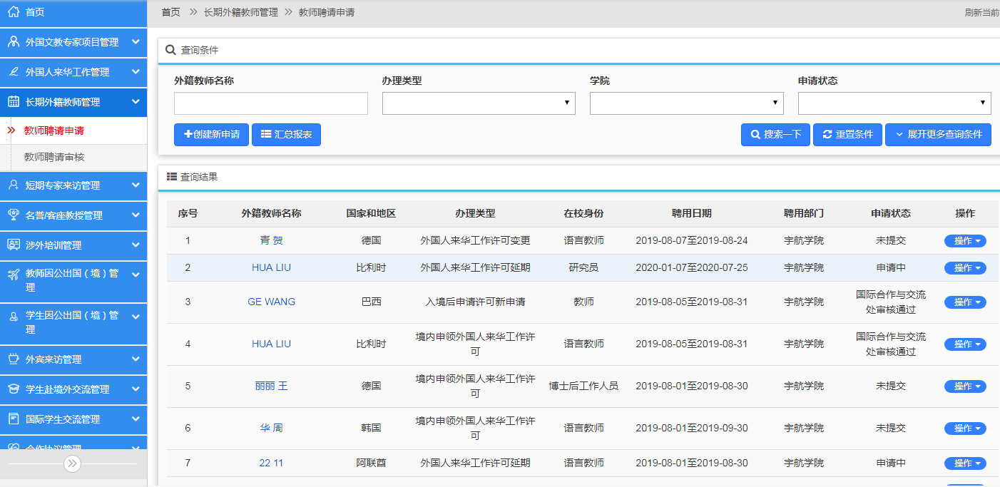 首页
外国文教专家项目管理
外国人来华工作管理
长期外籍教师管理
教师聘请申请
教师聘请审核
短期专家来访管理
名誉/客座教授管理
涉外培训管理
教师因公出国（境）管
理
学生因公出国（境）管
理
外宾来访管理
学生赴境外交流管理
国际学生交流管理
合作协议管理
首页 >> 长期外籍教师管理 >> 教师聘请申请
刷新当前
查询条件
外籍教师名称 办理类型 学院 申请状态
创建新申请 汇总报表 搜索一下 重置条件 展开更多查询条件
查询结果
序号 外籍教师名称 国家和地区 办理类型 在校身份 聘用日期 聘用部门 申请状态 操作
1 青 贺 德国 外国人来华工作许可变更 语言教师 2019-08-07至2019-08-24 宇航学院 未提交 操作
2 HUA LIU 比利时 外国人来华工作许可延期 研究员 2020-01-07至2020-07-25 宇航学院 申请中 操作
3 GE WANG 巴西 入境后申请许可新申请 教师 2019-08-05至2019-08-31 宇航学院 国际合作与交流 操作
处审核通过
4 HUA LIU 比利时 境内申领外国人来华工作许 语言教师 2019-08-05至2019-08-31 宇航学院 国际合作与交流 操作
可 处审核通过
5 丽丽 王 德国 境内申领外国人来华工作许 博士后工作人员 2019-08-01至2019-08-30 宇航学院 未提交 操作
可
6 华 周 韩国 境内申领外国人来华工作许 语言教师 2019-08-01至2019-09-30 宇航学院 未提交 操作
可
7 22 11 阿联酋 外国人来华工作许可延期 语言教师 2019-08-01至2019-08-30 宇航学院 申请中 操作